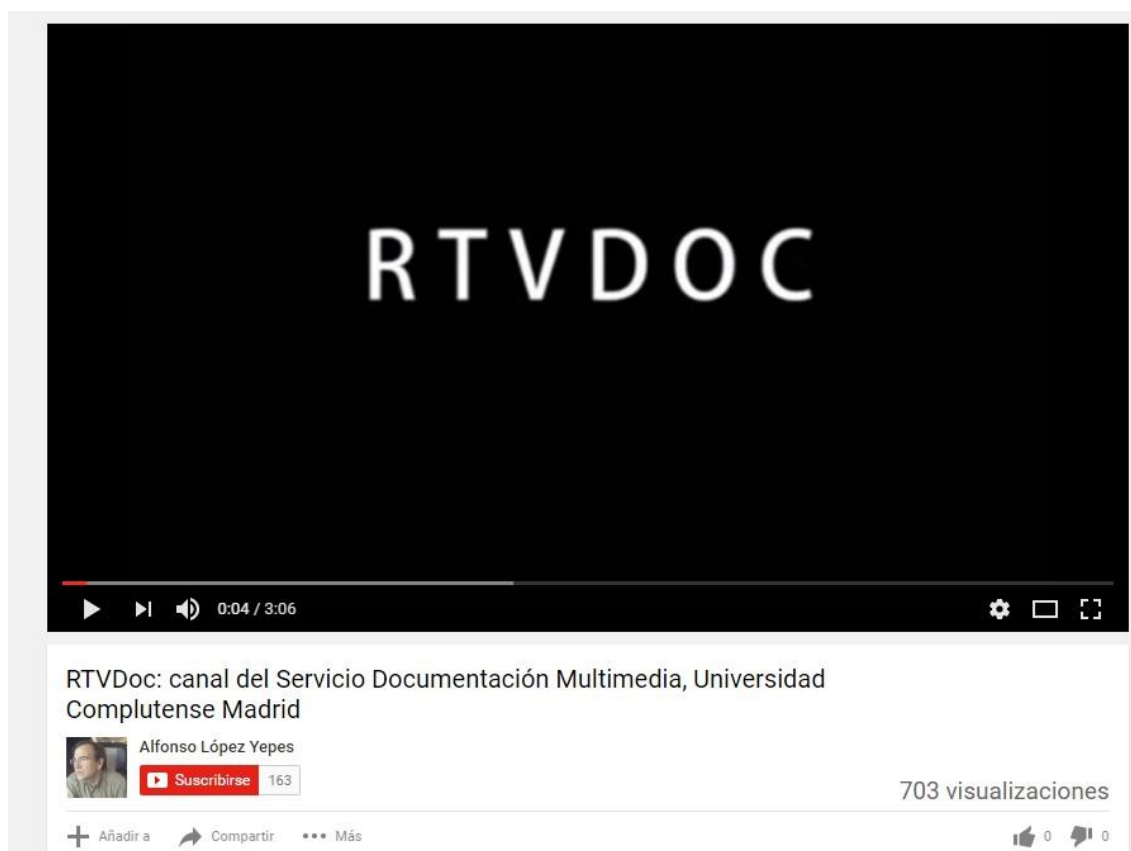 RTVDOC
0:04 / 3:06
RTVDoc: canal del Servicio Documentación Multimedia, Universidad
Complutense Madrid
Alfonso López Yepes
Suscribirse 163
703 visualizaciones
Añadir a Compartir Más 0 0